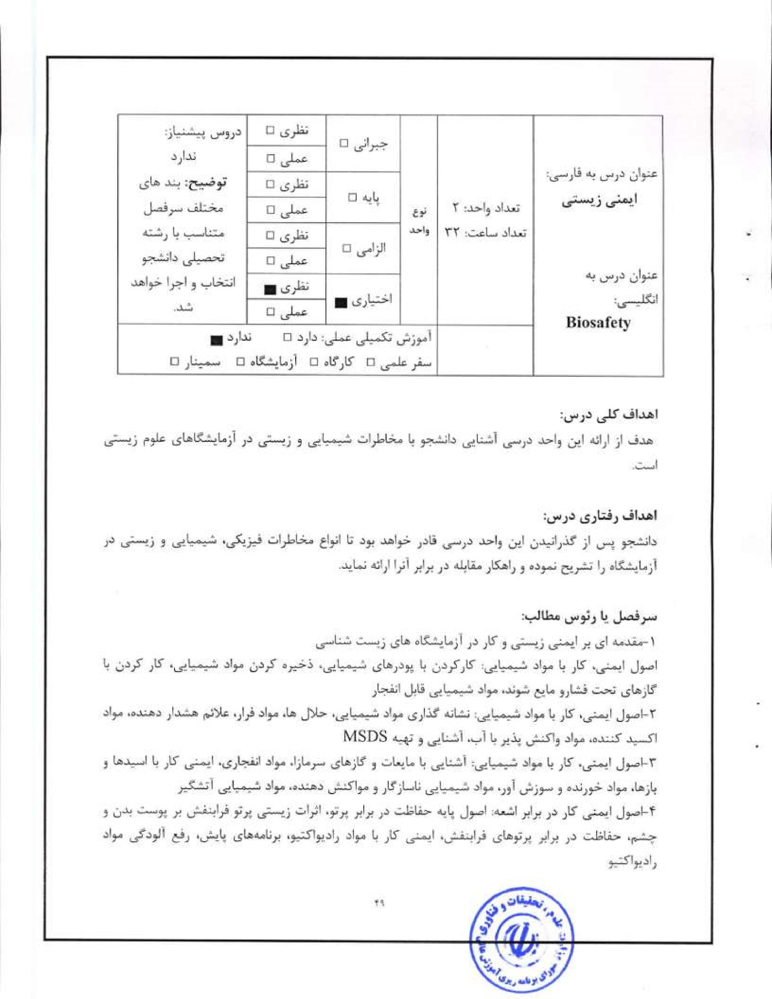 عنوان درس به فارسی:
ایمنی زیستی
عنوان درس به
انگلیسی:
Biosafety
تعداد واحد: ۲
تعداد ساعت: ۳۲
نوع
واحد
جبرانی □
نظری □
عملی □
پایه □
نظری □
عملی □
الزامی □
نظری □
عملی □
اختیاری ■
نظری ■
عملی □
دروس پیشنیاز:
ندارد
توضیح: بند های
مختلف سرفصل
متناسب با رشته
تحصیلی دانشجو
انتخاب و اجرا خواهد
شد.
آموزش تکمیلی عملی: دارد □ ندارد ■
سفر علمی □ کارگاه □ آزمایشگاه □ سمینار □
اهداف کلی درس:
هدف از ارائه این واحد درسی آشنایی دانشجو با مخاطرات شیمیایی و زیستی در آزمایشگاهای علوم زیستی
است.
اهداف رفتاری درس:
دانشجو پس از گذرانیدن این واحد درسی قادر خواهد بود تا انواع مخاطرات فیزیکی، شیمیایی و زیستی در
آزمایشگاه را تشریح نموده و راهکار مقابله در برابر آنرا ارائه نماید.
سرفصل یا رئوس مطالب:
۱-مقدمه ای بر ایمنی زیستی و کار در آزمایشگاه های زیست شناسی
اصول ایمنی، کار با مواد شیمیایی: کارکردن با پودرهای شیمیایی، ذخیره کردن مواد شیمیایی، کار کردن با
گازهای تحت فشارو مایع شوند، مواد شیمیایی قابل انفجار
۲-اصول ایمنی، کار با مواد شیمیایی: نشانه گذاری مواد شیمیایی، حلال ها، مواد فرار، علائم هشدار دهنده، مواد
اکسید کننده، مواد واکنش پذیر با آب، آشنایی و تهیه MSDS
۳-اصول ایمنی، کار با مواد شیمیایی: آشنایی با مایعات و گازهای سرمازا، مواد انفجاری، ایمنی کار با اسیدها و
بازها، مواد خورنده و سوزش آور، مواد شیمیایی ناسازگار و مواکنش دهنده، مواد شیمیایی آتشگیر
۴-اصول ایمنی کار در برابر اشعه: اصول پایه حفاظت در برابر پرتو، اثرات زیستی پرتو فرابنفش بر پوست بدن و
چشم، حفاظت در برابر پرتوهای فرابنفش، ایمنی کار با مواد رادیواکتیو، برنامه‌های پایش، رفع آلودگی مواد
رادیواکتیو
۴۹
وزارت علوم، تحقیقات و فناوری
شورای برنامه ریزی آموزش عالی